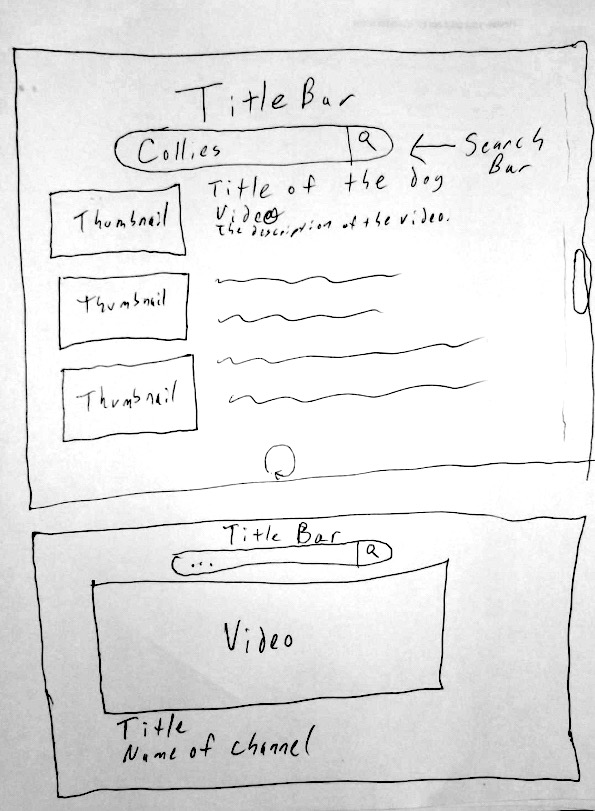 Title Bar
Collies
Search
Bar
Thumbnail
Title of the dog
Video
The description of the video.
Thumbnail
Thumbnail
Title Bar
...
Video
Title
Name of channel